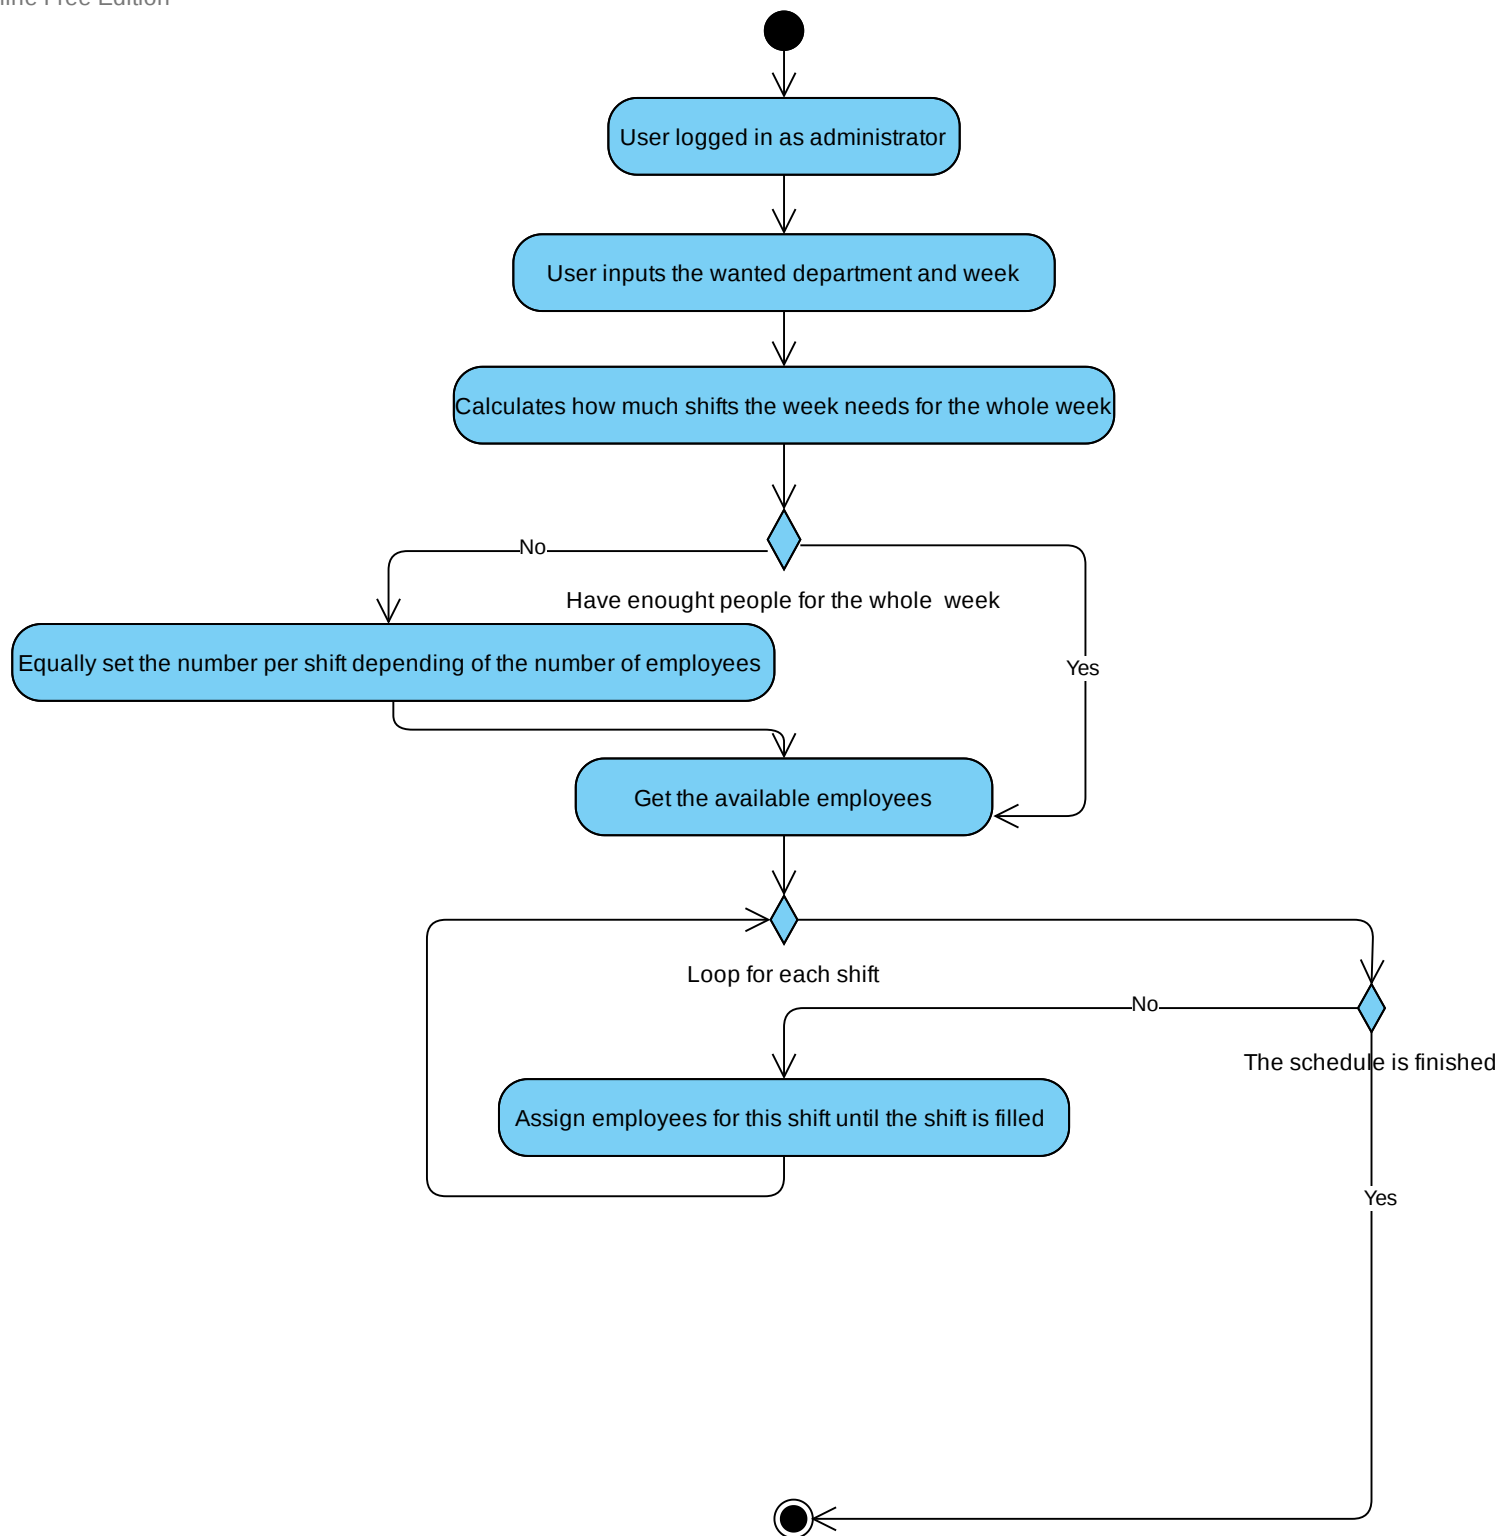 Free Edition
User logged in as administrator
User inputs the wanted department and week
Calculates how much shifts the week needs for the whole week
No
Have enought people for the whole  week
Equally set the number per shift depending of the number of employees
Yes
Get the available employees
Loop for each shift
No
The schedule is finished
Assign employees for this shift until the shift is filled
Yes